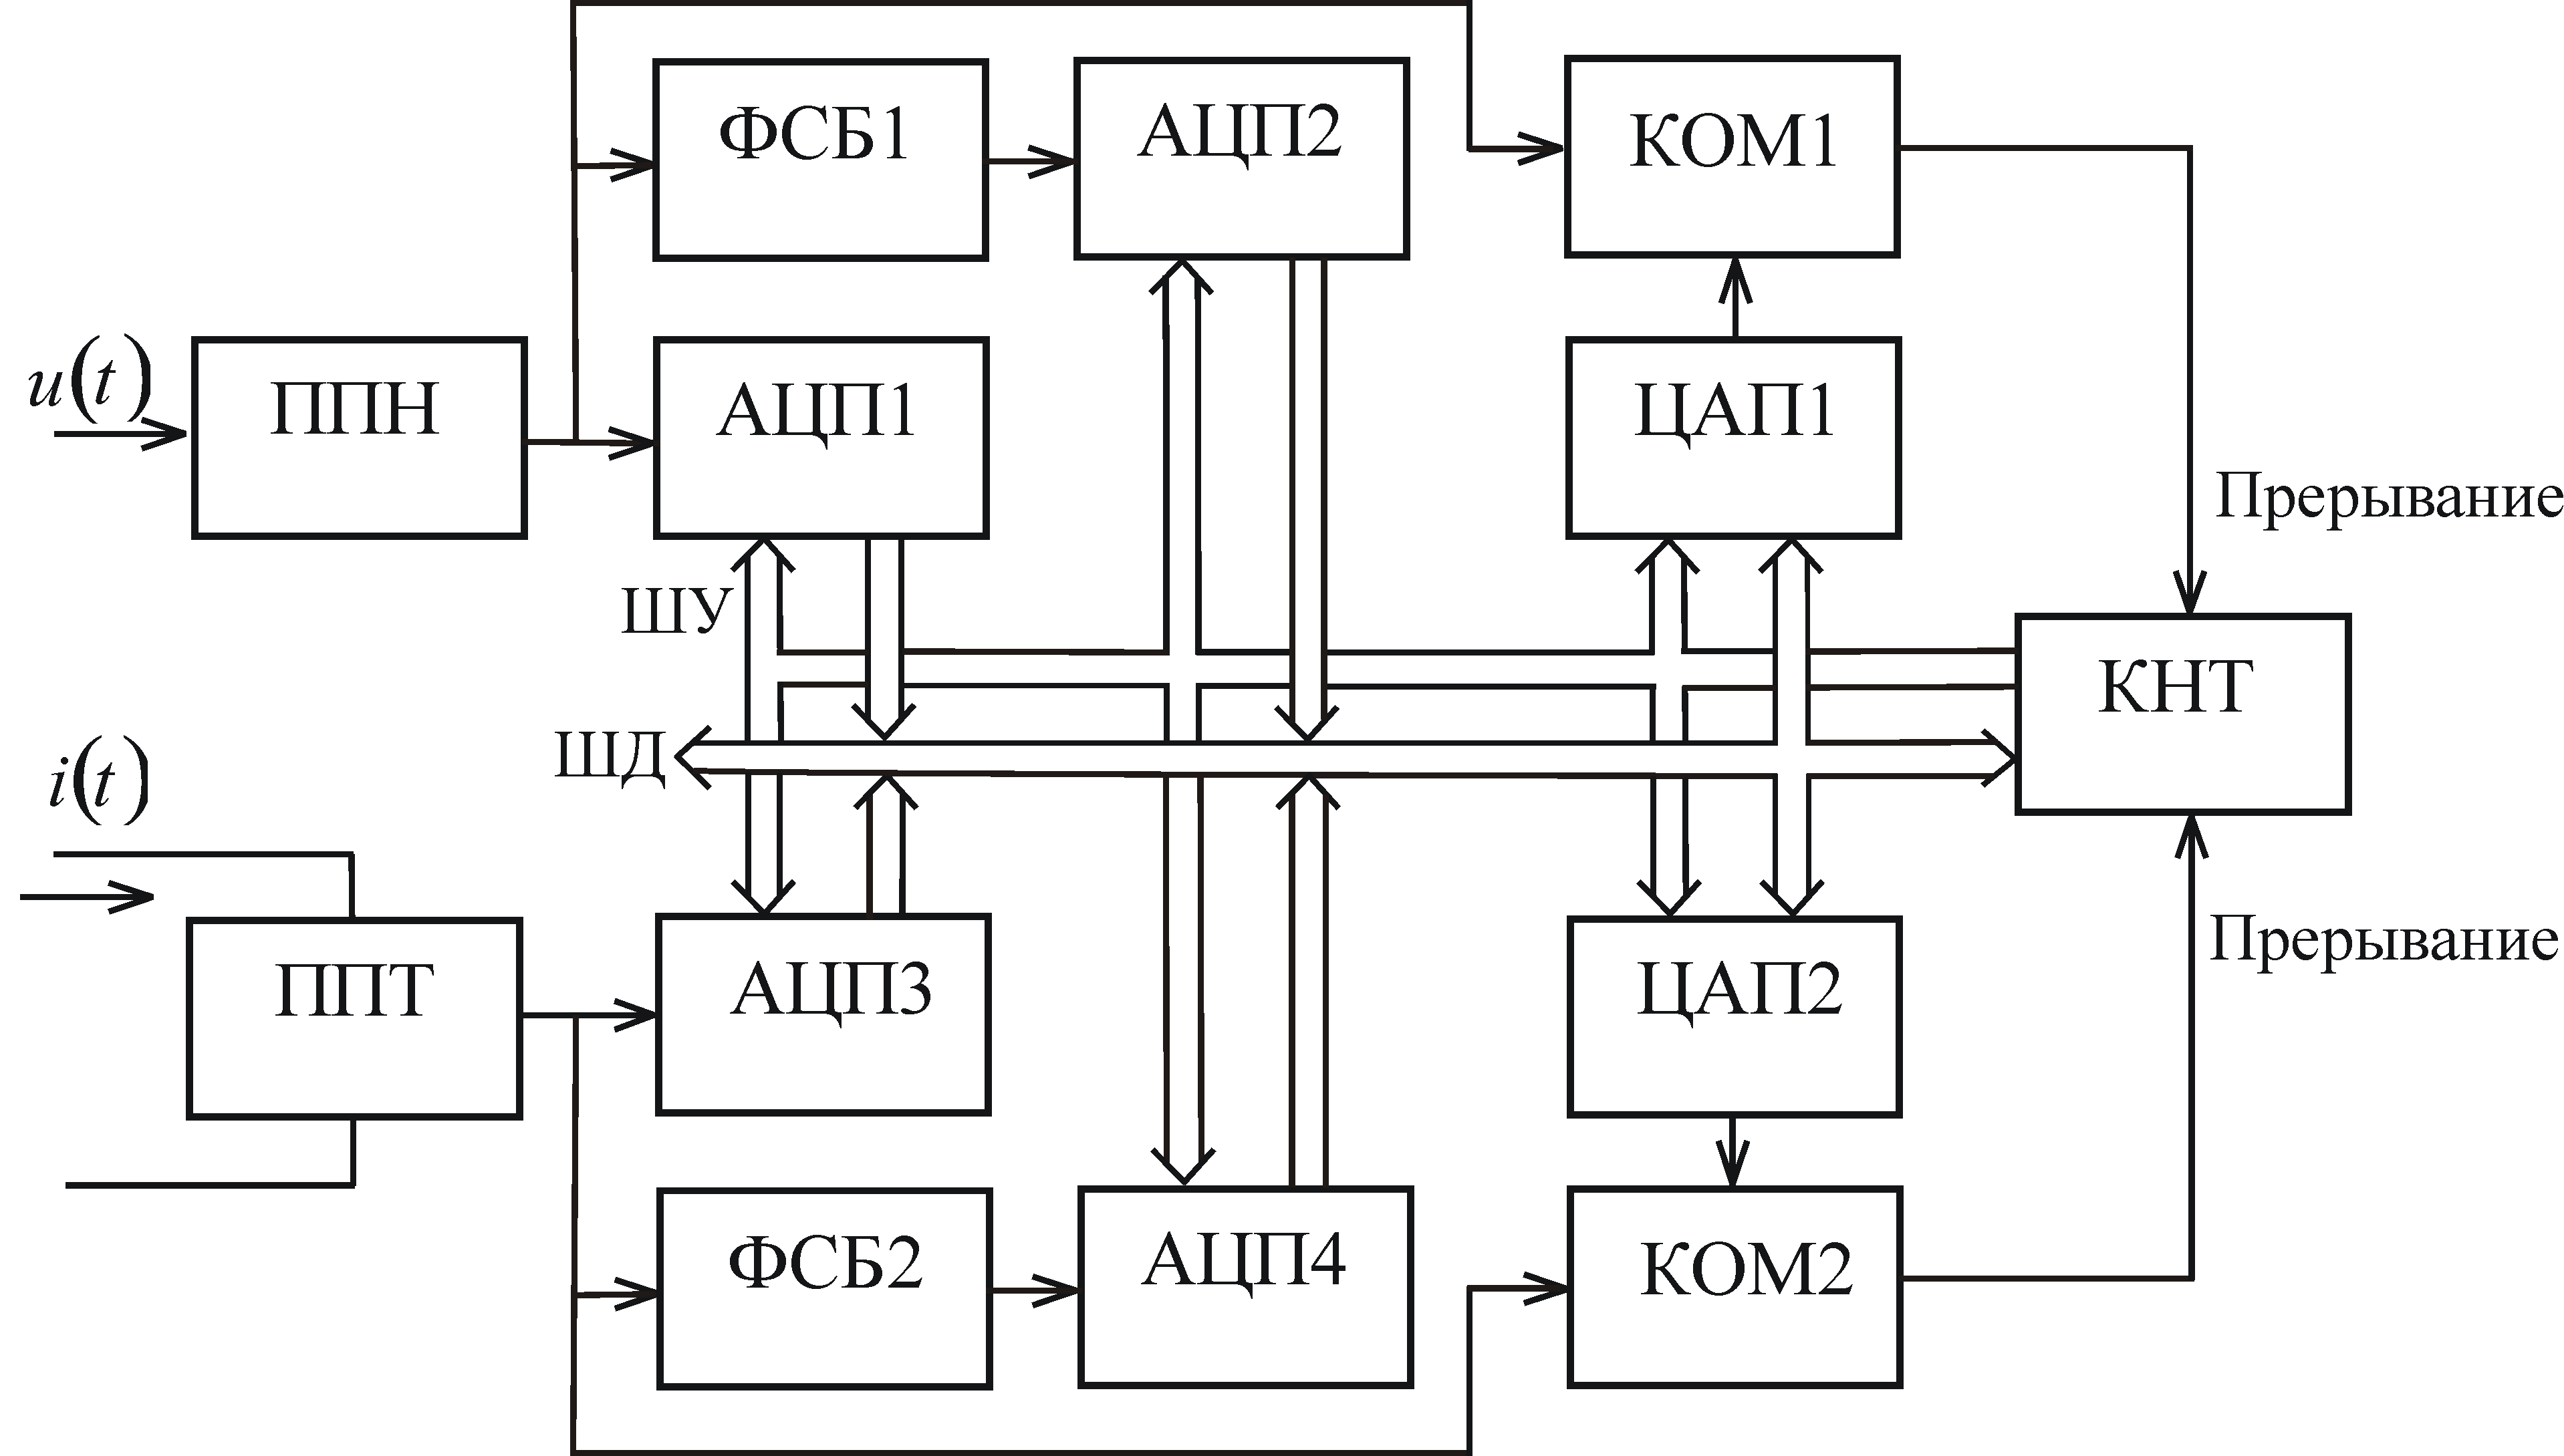 ФСБ1
АЦП2
КОМ1
u(t)
ППН
АЦП1
ЦАП1
Прерывание
ШУ
КНТ
ШД
i(t)
Прерывание
ППТ
АЦП3
ЦАП2
ФСБ2
АЦП4
КОМ2